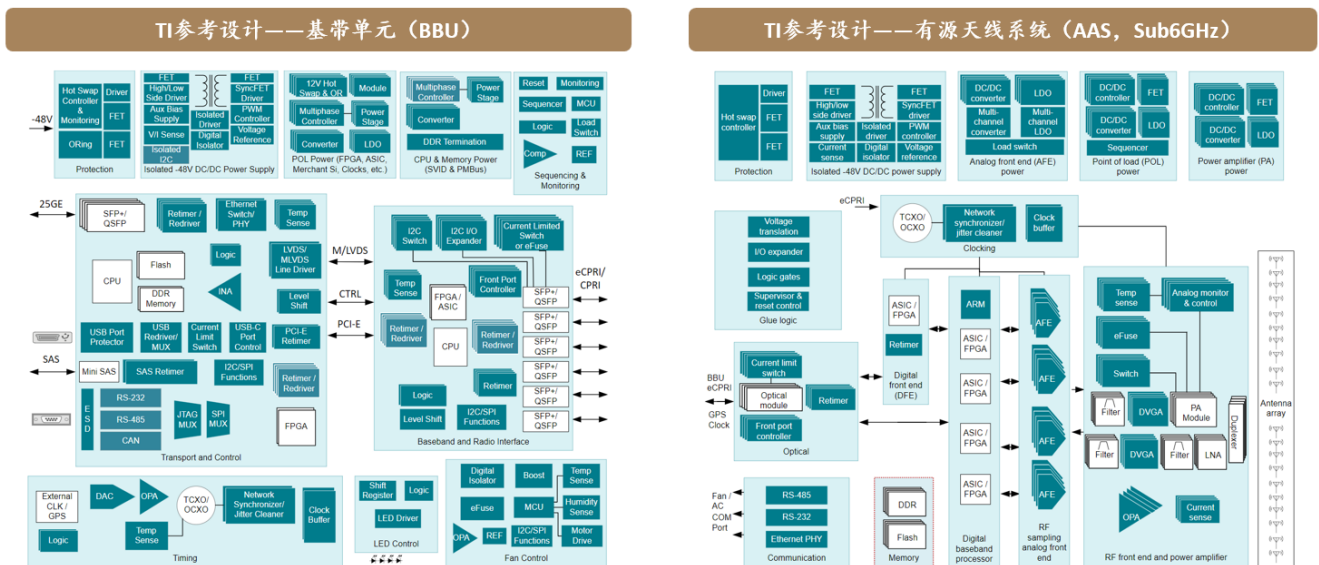 TI参考设计——基带单元（BBU）
-48V
Hot Swap
Controller
&
Monitoring
ORing
Driver
FET
FET
Protection
FET
High/Low
Side Driver
Aux Bias
Supply
V/I Sense
Isolated
I2C
Isolated
Driver
Digital
Isolator
FET
SyncFET
Driver
PWM
Controller
Voltage
Reference
Isolated -48V DC/DC Power Supply
12V Hot
Swap & OR
Module
Multiphase
Controller
Power
Stage
Converter
LDO
POL Power (FPGA, ASIC,
Merchant Si, Clocks, etc.)
Multiphase
Controller
Power
Stage
Converter
DDR Termination
CPU & Memory Power
(SVID & PMBus)
Reset
Monitoring
Sequencer
MCU
Logic
Load
Switch
Comp
REF
Sequencing &
Monitoring
25GE
SFP+/
QSFP
Retimer /
Redriver
Ethernet
Switch/
PHY
Temp
Sense
CPU
Flash
DDR
Memory
Logic
INA
LVDS/
MLVDS
Line Driver
Level
Shift
USB Port
Protector
USB
Redriver/
MUX
Current
Limit
Switch
USB-C
Port
Control
PCI-E
Retimer
SAS
Mini SAS
SAS Retimer
I2C/SPI
Functions
Retimer /
Redriver
E
S
D
RS-232
RS-485
CAN
JTAG
MUX
SPI
MUX
FPGA
Transport and Control
M/LVDS
CTRL
PCI-E
I2C
Switch
I2C I/O
Expander
Current Limited
Switch
or eFuse
Temp
Sense
FPGA /
ASIC
Front Port
Controller
Retimer /
Redriver
CPU
Retimer /
Redriver
Retimer
Logic
Level Shift
I2C/SPI
Functions
SFP+/
QSFP
SFP+/
QSFP
SFP+/
QSFP
SFP+/
QSFP
SFP+/
QSFP
SFP+/
QSFP
eCPRI/
CPRI
Baseband and Radio Interface
External
CLK /
GPS
DAC
OPA
TCXO/
OCXO
Network
Synchronizer/
Jitter Cleaner
Clock
Buffer
Logic
Temp
Sense
Timing
Shift
Register
Logic
LED Driver
LED Control
Digital
Isolator
Boost
Temp
Sense
eFuse
MCU
Humidity
Sense
OPA
REF
I2C/SPI
Functions
Motor
Drive
Fan Control
TI参考设计——有源天线系统（AAS，Sub6GHz）
Hot swap
controller
Driver
FET
FET
Protection
FET
High/low
side driver
Aux bias
supply
Current
sense
Isolated
driver
Digital
isolator
FET
SyncFET
driver
PWM
controller
Voltage
reference
Isolated -48V DC/DC power supply
DC/DC
converter
LDO
Multi-
channel
converter
Multi-
channel
LDO
Load switch
Analog front end (AFE)
power
DC/DC
controller
FET
DC/DC
converter
LDO
Sequencer
Point of load (POL)
power
DC/DC
controller
FET
DC/DC
converter
LDO
Power amplifier (PA)
power
eCPRI
TCXO/
OCXO
Network
synchronizer/
jitter cleaner
Clock
buffer
Clocking
Voltage
translation
I/O expander
Logic gates
Supervisor &
reset control
Glue logic
BBU
eCPRI
GPS
Clock
Current limit
switch
Optical
module
Front port
controller
Retimer
Optical
ASIC /
FPGA
Retimer
Digital
front end
(DFE)
ARM
ASIC /
FPGA
ASIC /
FPGA
ASIC /
FPGA
ASIC /
FPGA
Digital
baseband
processor
AFE
AFE
AFE
AFE
RF
sampling
analog front
end
Temp
sense
Analog monitor
& control
eFuse
Switch
Filter
DVGA
PA
Module
Filter
DVGA
Filter
LNA
Duplexer
OPA
Current
sense
RF front end and power amplifier
Antenna
array
Fan /
AC
COM
Port
RS-485
RS-232
Ethernet PHY
Communication
DDR
Flash
Memory